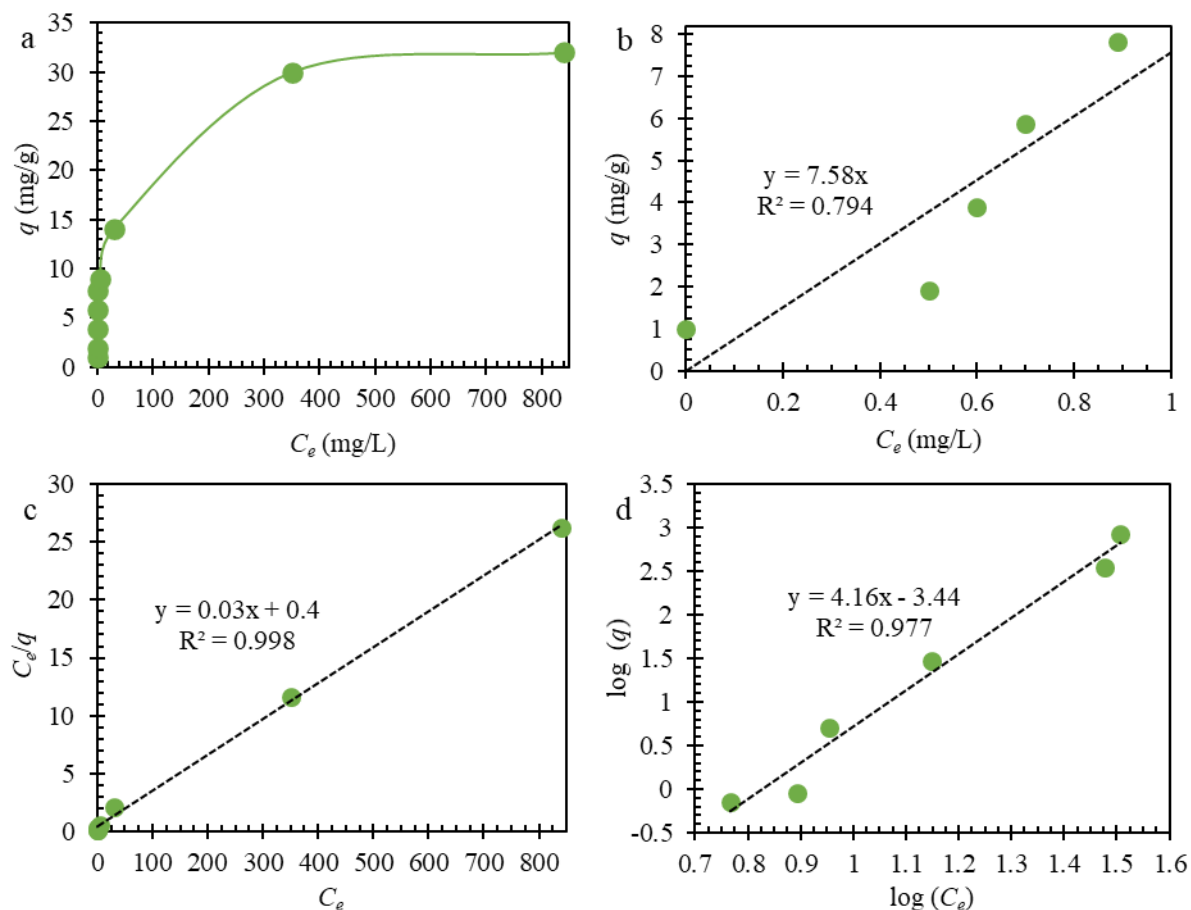 a
35
30
25
20
15
10
5
0
q (mg/g)
0 100 200 300 400 500 600 700 800
Ce (mg/L)
b
8
7
6
5
4
3
2
1
0
q (mg/g)
y = 7.58x
R² = 0.794
0 0.2 0.4 0.6 0.8 1
Ce (mg/L)
c
30
25
20
15
10
5
0
Ce/q
y = 0.03x + 0.4
R² = 0.998
0 100 200 300 400 500 600 700 800
Ce
d
3.5
3
2.5
2
1.5
1
0.5
0
-0.5
log (q)
y = 4.16x - 3.44
R² = 0.977
0.7 0.8 0.9 1 1.1 1.2 1.3 1.4 1.5 1.6
log (Ce)